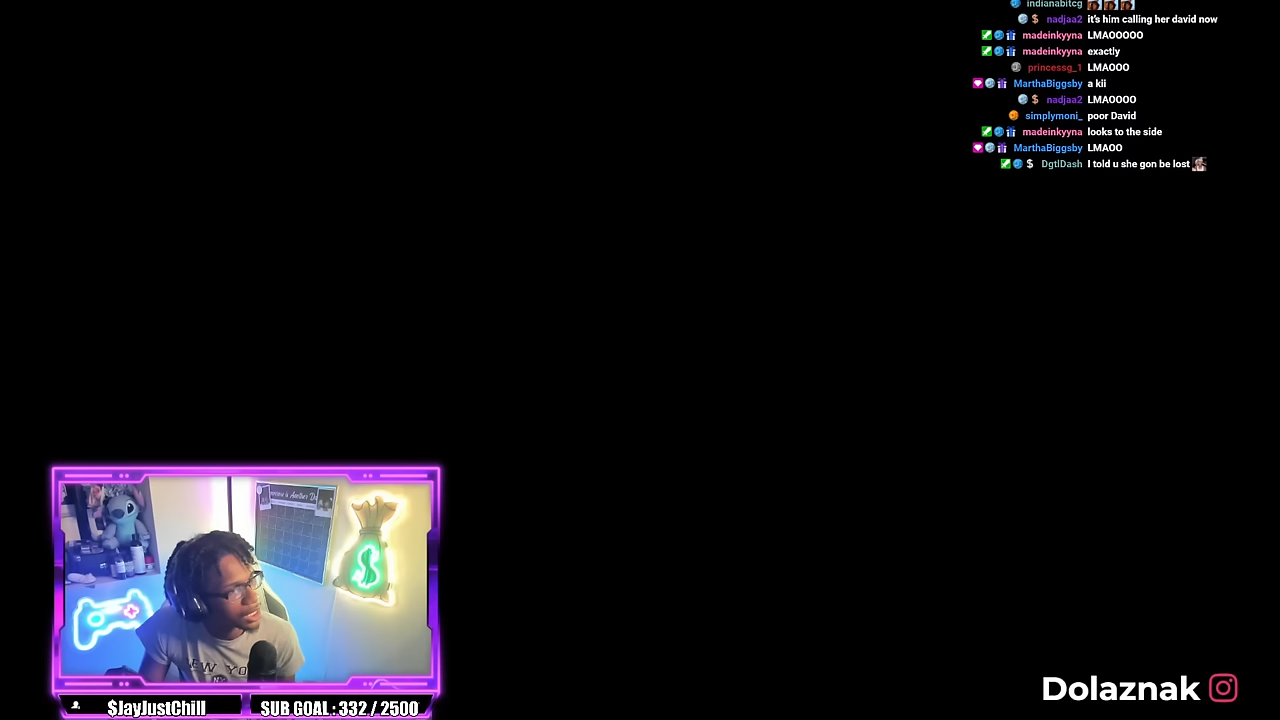 indianabitcg
nadjaa2 it's him calling her david now
madeinkyyna LMAOOOOO
madeinkyyna exactly
princessg_1 LMAOOO
MarthaBiggsby a kii
nadjaa2 LMAOOOO
simplymoni_ poor David
madeinkyyna looks to the side
MarthaBiggsby LMAOO
DgtlDash I told u she gon be lost
$JayJustChill
SUB GOAL : 332 / 2500
Dolaznak